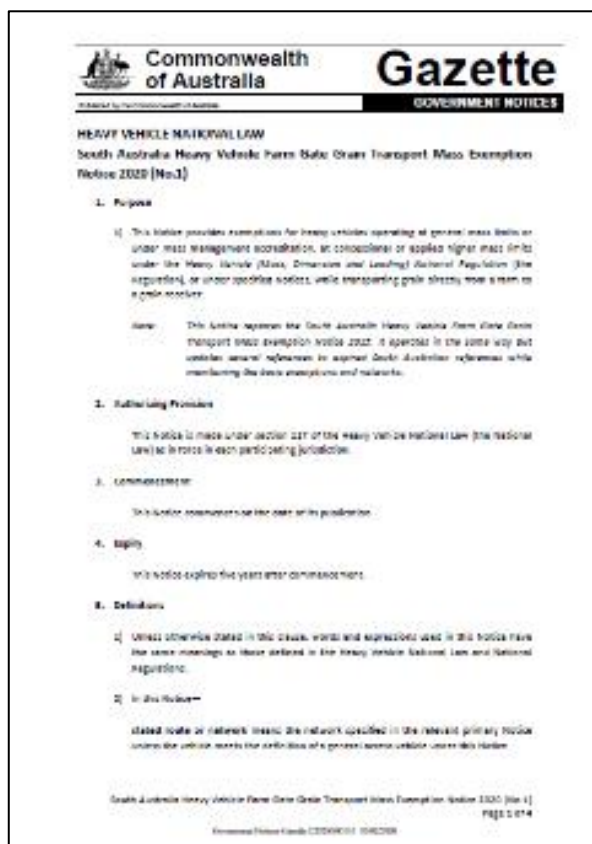 Commonwealth
of Australia
Gazette
Published by the Commonwealth of Australia
GOVERNMENT NOTICES
HEAVY VEHICLE NATIONAL LAW
South Australia Heavy Vehicle Farm Gate Grain Transport Mass Exemption
Notice 2020 (No.1)
1. Purpose
1) This Notice provides exemptions for heavy vehicles operating at general mass limits or
under mass management accreditation, at concessional or applied higher mass limits
under the Heavy Vehicle (Mass, Dimension and Loading) National Regulation (the
Regulation), or under specified Notices, while transporting grain directly from a farm to
a grain receiver.
Note: This Notice replaces the South Australia Heavy Vehicle Farm Gate Grain
Transport Mass Exemption Notice 2015. It operates in the same way but
updates several references to expired South Australian references while
maintaining the basic exemptions and networks.
2. Authorising Provision
This Notice is made under section 117 of the Heavy Vehicle National Law (the National
Law) as in force in each participating jurisdiction.
3. Commencement
This Notice commences on the date of its publication
4. Expiry
This Notice expires five years after commencement.
5. Definitions
1) Unless otherwise stated in this clause, words and expressions used in this Notice have
the same meanings as those defined in the Heavy Vehicle National Law and National
Regulations.
2) In this Notice—
stated route or network means the network specified in the relevant primary Notice
unless the vehicle meets the definition of a general access vehicle under this Notice
South Australia Heavy Vehicle Farm Gate Grain Transport Mass Exemption Notice 2020 (No.1)
Page 1 of 4
Government Notices Gazette